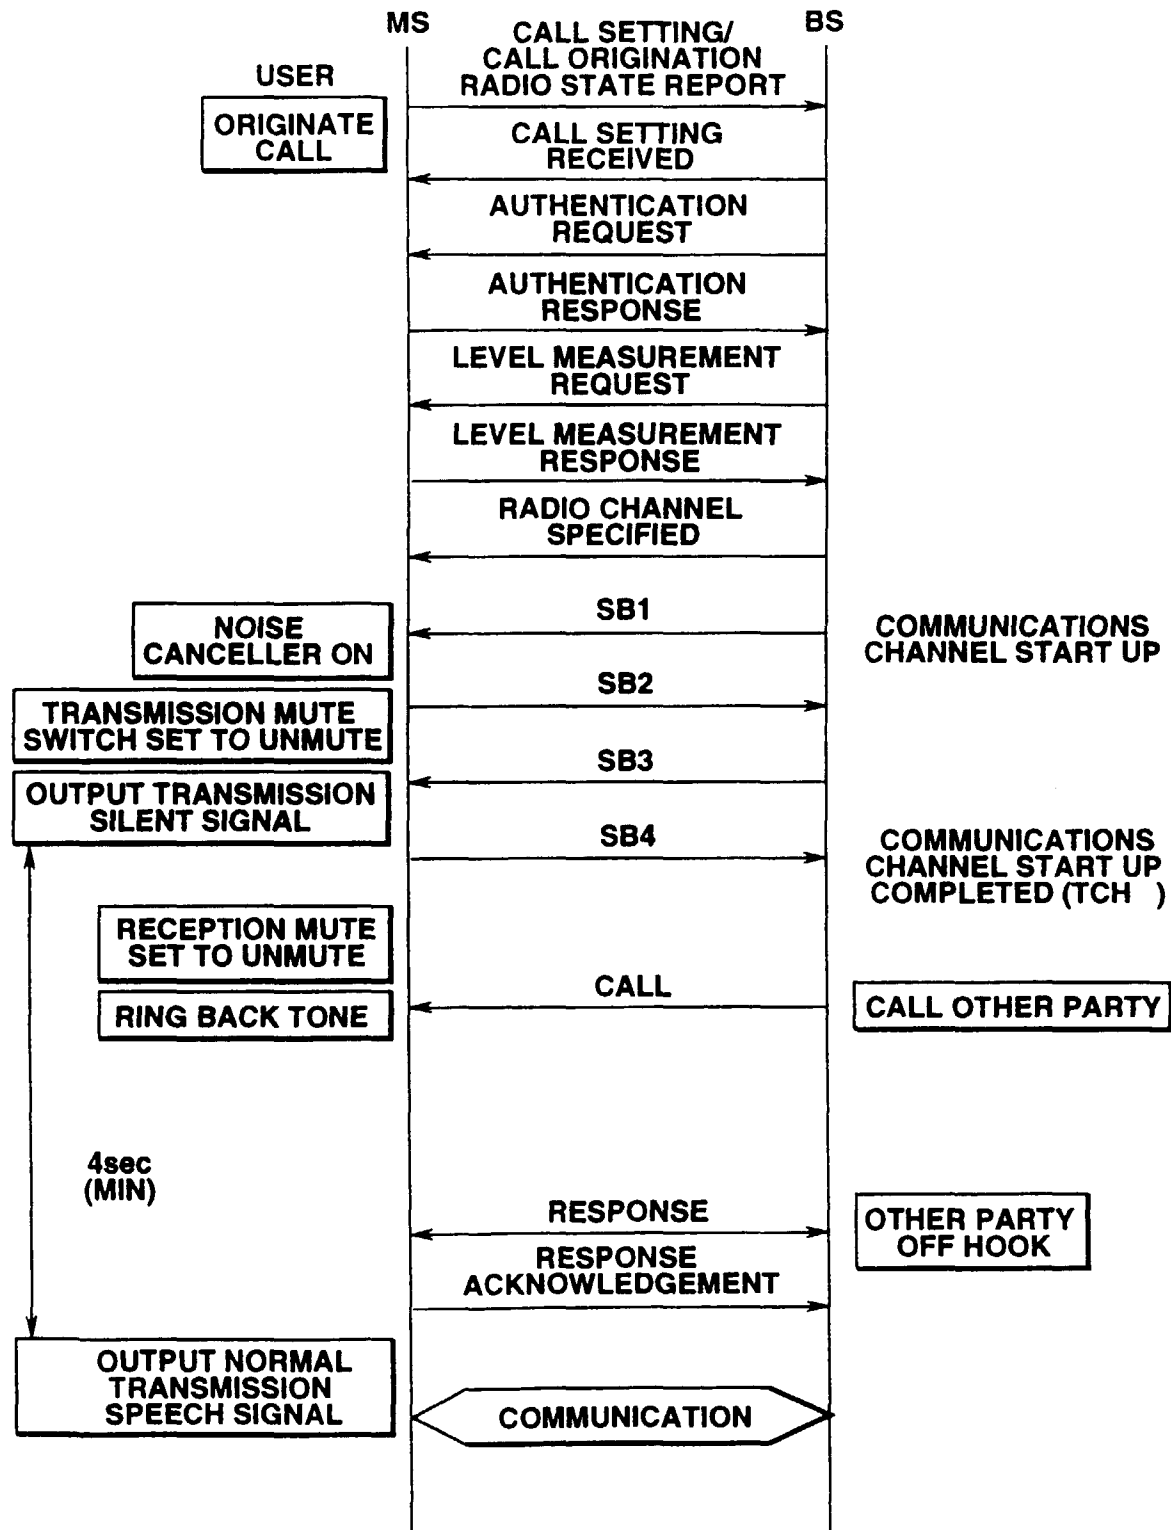 MS
BS
CALL SETTING/
CALL ORIGINATION
RADIO STATE REPORT
USER
ORIGINATE
CALL
CALL SETTING
RECEIVED
AUTHENTICATION
REQUEST
AUTHENTICATION
RESPONSE
LEVEL MEASUREMENT
REQUEST
LEVEL MEASUREMENT
RESPONSE
RADIO CHANNEL
SPECIFIED
NOISE
CANCELLER ON
SB1
COMMUNICATIONS
CHANNEL START UP
TRANSMISSION MUTE
SWITCH SET TO UNMUTE
SB2
OUTPUT TRANSMISSION
SILENT SIGNAL
SB3
SB4
COMMUNICATIONS
CHANNEL START UP
COMPLETED (TCH )
RECEPTION MUTE
SET TO UNMUTE
RING BACK TONE
CALL
CALL OTHER PARTY
4sec
(MIN)
RESPONSE
OTHER PARTY
OFF HOOK
RESPONSE
ACKNOWLEDGEMENT
OUTPUT NORMAL
TRANSMISSION
SPEECH SIGNAL
COMMUNICATION